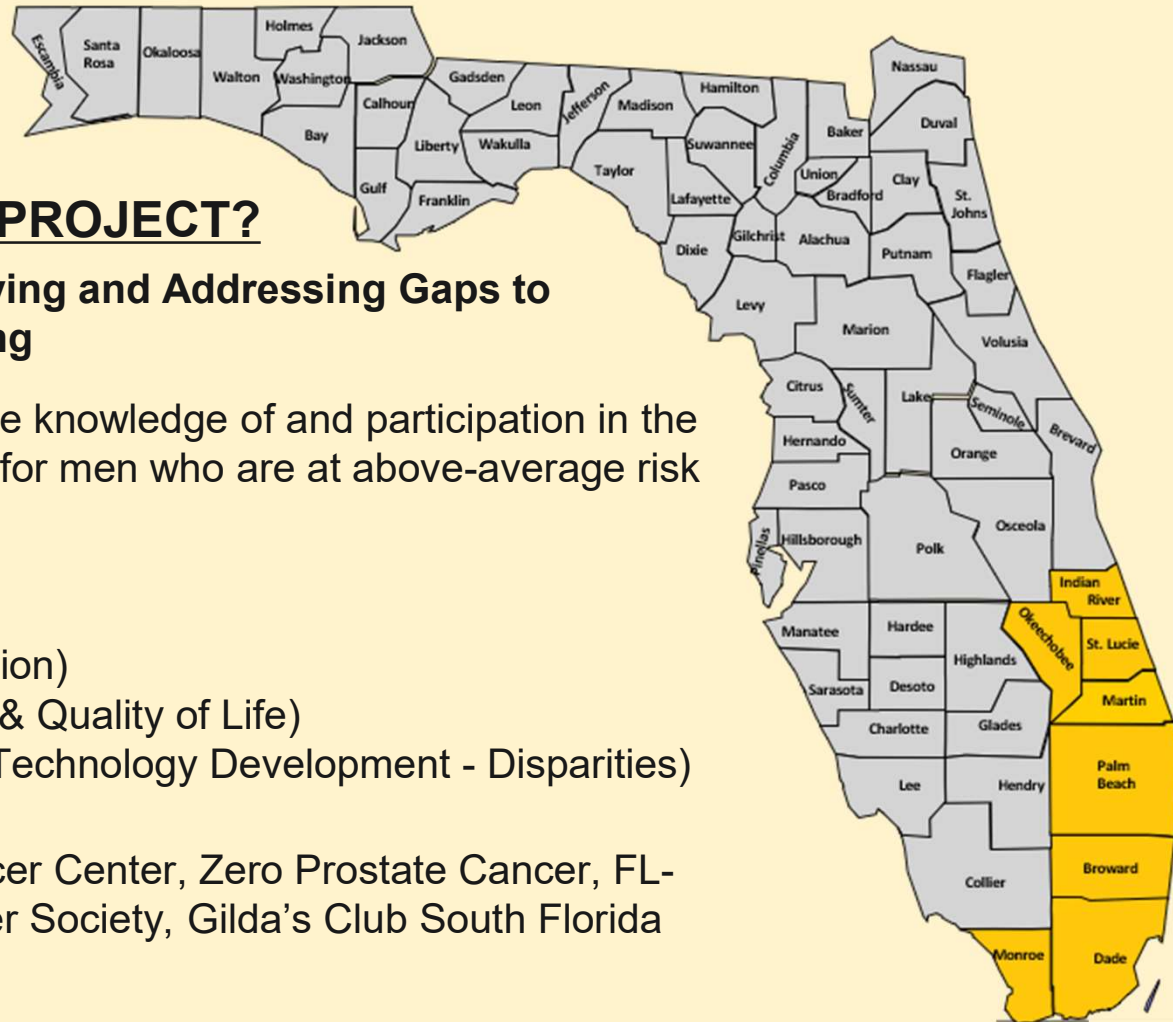 PROJECT?
ving and Addressing Gaps to
ng
e knowledge of and participation in the
for men who are at above-average risk
ion)
& Quality of Life)
Technology Development - Disparities)
cer Center, Zero Prostate Cancer, FL-
er Society, Gilda's Club South Florida
Escambia
Santa
Rosa
Okaloosa
Walton
Holmes
Washington
Jackson
Bay
Calhoun
Gulf
Liberty
Gadsden
Franklin
Leon
Wakulla
Jefferson
Madison
Taylor
Hamilton
Suwannee
Lafayette
Dixie
Columbia
Gilchrist
Baker
Union
Bradford
Alachua
Nassau
Duval
Clay
St.
Johns
Putnam
Flagler
Levy
Marion
Volusia
Citrus
Sumter
Lake
Seminole
Brevard
Hernando
Orange
Pasco
Osceola
Pinellas
Hillsborough
Polk
Indian
River
Okeechobee
St. Lucie
Manatee
Hardee
Highlands
Martin
Sarasota
Desoto
Charlotte
Glades
Palm
Beach
Lee
Hendry
Broward
Collier
Monroe
Dade